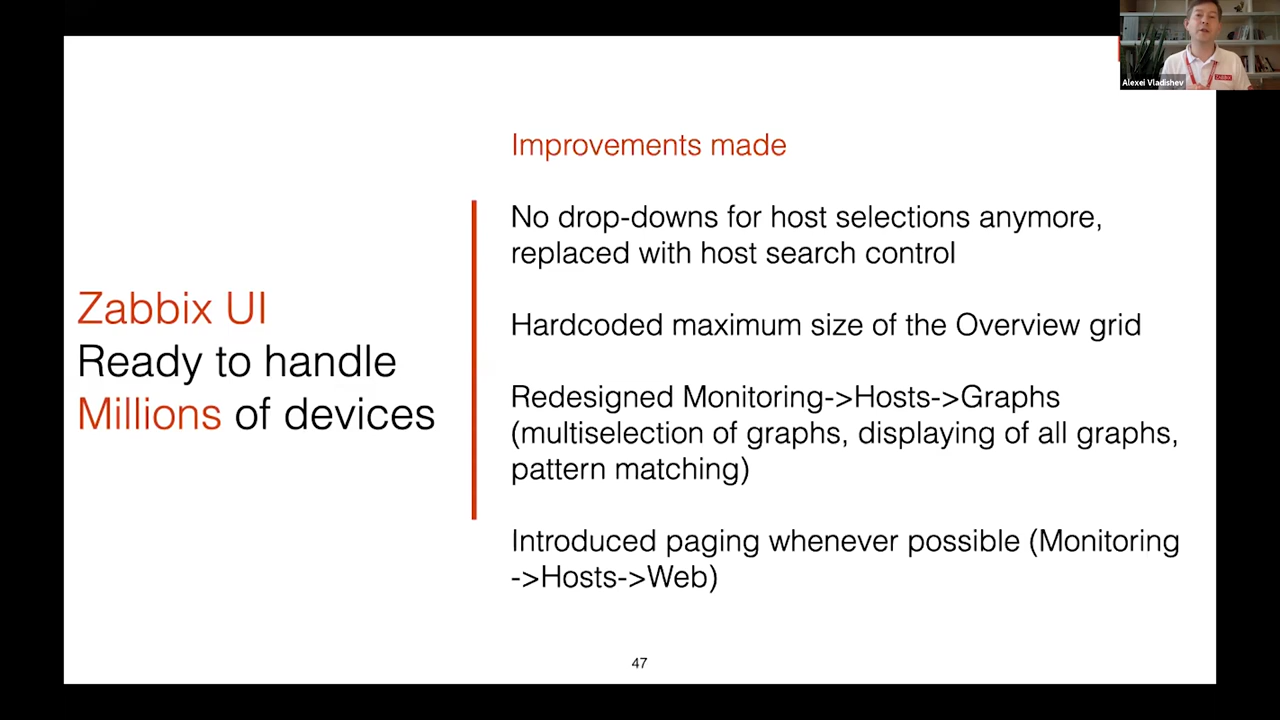 Alexei Vladishev
ZABBIX
Improvements made
No drop-downs for host selections anymore,
replaced with host search control
Zabbix UI
Ready to handle
Millions of devices
Hardcoded maximum size of the Overview grid
Redesigned Monitoring->Hosts->Graphs
(multiselection of graphs, displaying of all graphs,
pattern matching)
Introduced paging whenever possible (Monitoring
->Hosts->Web)
47